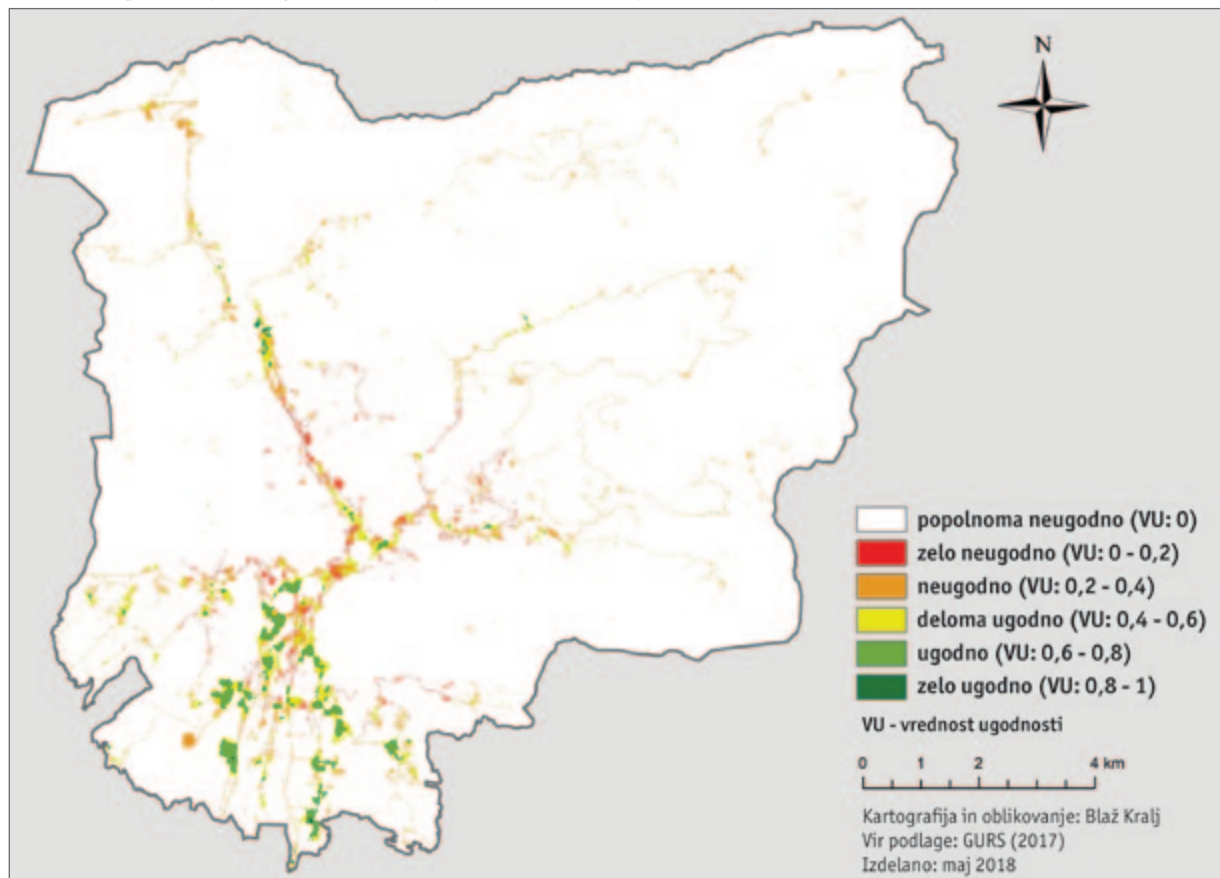 N
popolnoma neugodno (VU: 0)
zelo neugodno (VU: 0 - 0,2)
neugodno (VU: 0,2 - 0,4)
deloma ugodno (VU: 0,4 - 0,6)
ugodno (VU: 0,6 - 0,8)
zelo ugodno (VU: 0,8 - 1)
VU - vrednost ugodnosti
0 1 2 4 km
Kartografija in oblikovanje: Blaž Kralj
Vir podlage: GURS (2017)
Izdelano: maj 2018